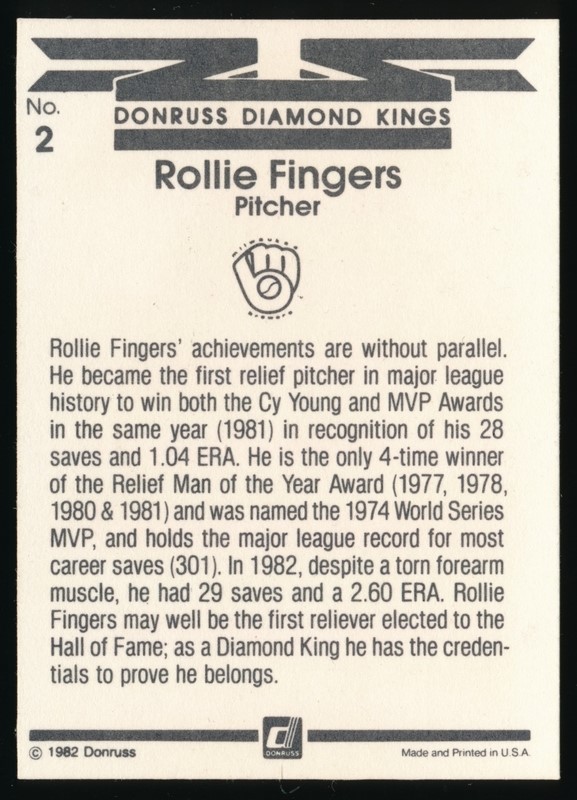 No.
2
DONRUSS DIAMOND KINGS
Rollie Fingers
Pitcher
Rollie Fingers' achievements are without parallel.
He became the first relief pitcher in major league
history to win both the Cy Young and MVP Awards
in the same year (1981) in recognition of his 28
saves and 1.04 ERA. He is the only 4-time winner
of the Relief Man of the Year Award (1977, 1978,
1980 & 1981) and was named the 1974 World Series
MVP, and holds the major league record for most
career saves (301). In 1982, despite a torn forearm
muscle, he had 29 saves and a 2.60 ERA. Rollie
Fingers may well be the first reliever elected to the
Hall of Fame; as a Diamond King he has the creden-
tials to prove he belongs.
d
DONRUSS
© 1982 Donruss
Made and Printed in U.S.A.